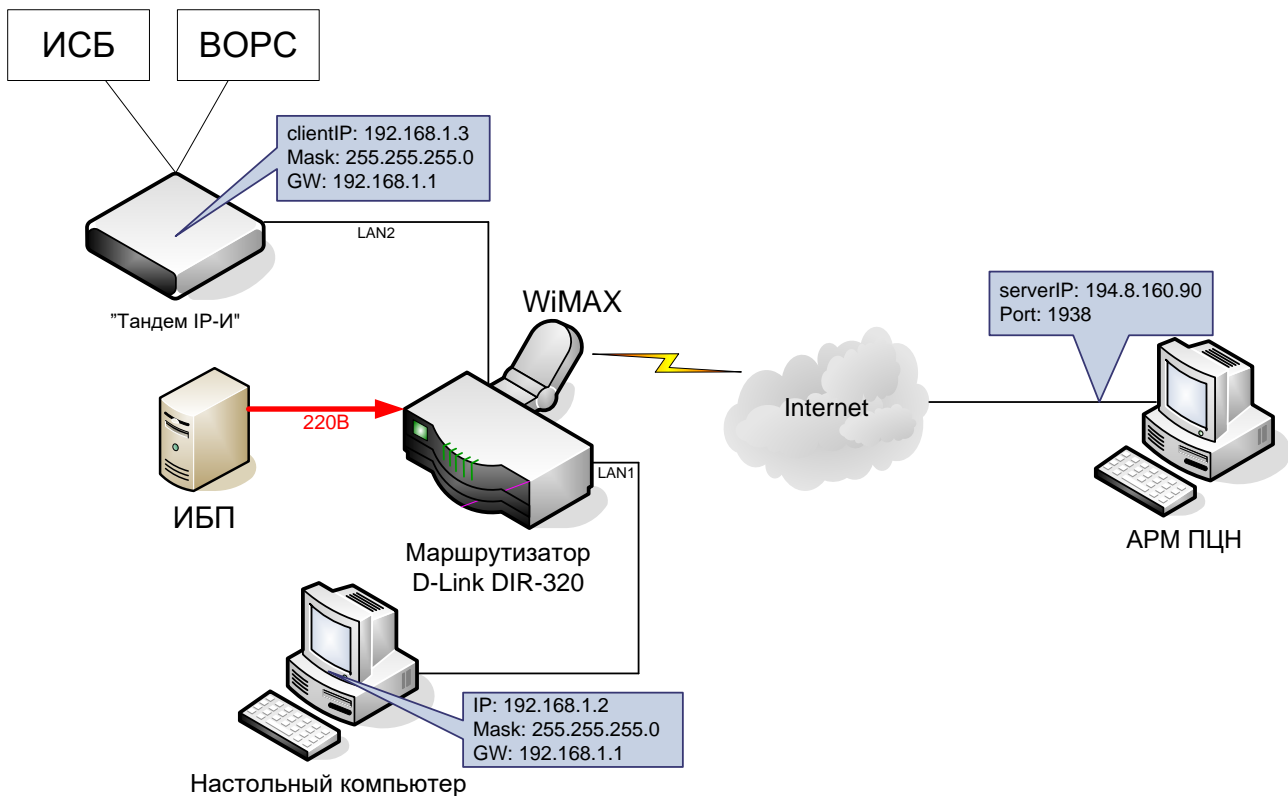 ИСБ
ВОРС
clientIP: 192.168.1.3
Mask: 255.255.255.0
GW: 192.168.1.1
LAN2
"Тандем IP-И"
WiMAX
serverIP: 194.8.160.90
Port: 1938
Internet
220В
LAN1
ИБП
Маршрутизатор
D-Link DIR-320
АРМ ПЦН
IP: 192.168.1.2
Mask: 255.255.255.0
GW: 192.168.1.1
Настольный компьютер